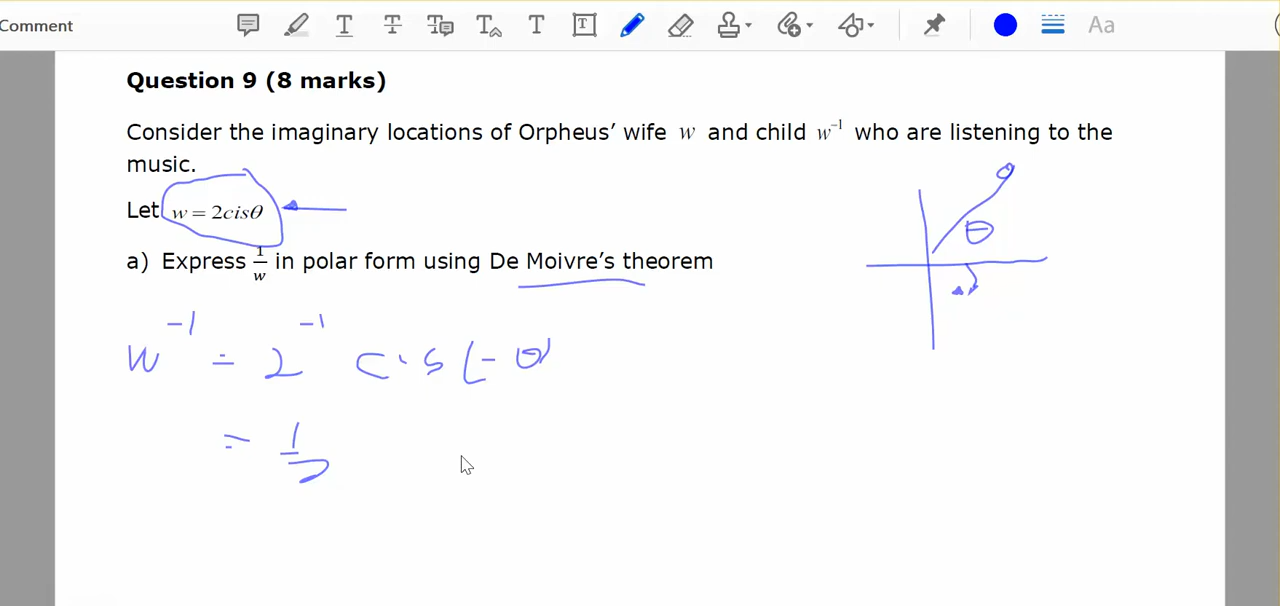 Comment
Aa
Question 9 (8 marks)
Consider the imaginary locations of Orpheus’ wife w and child w⁻¹ who are listening to the
music.
Let w = 2cisθ
a) Express 1/w in polar form using De Moivre’s theorem
θ
w⁻¹ = 2⁻¹ cis(-θ)
= 1/2